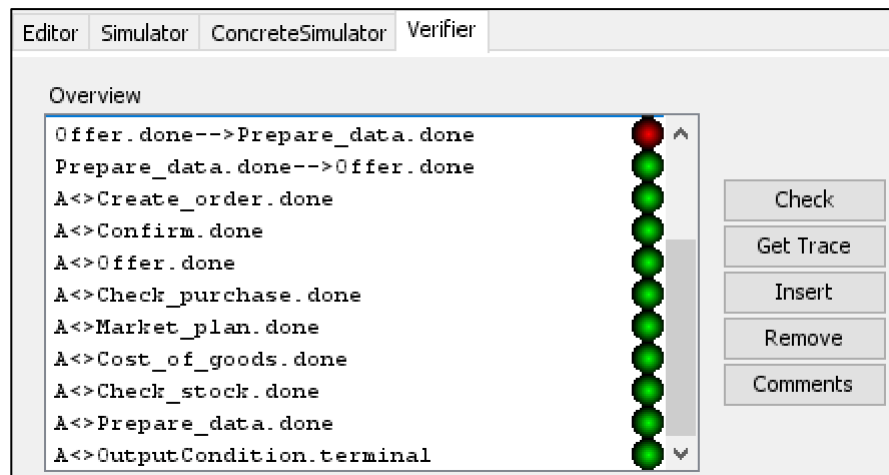 Editor Simulator ConcreteSimulator Verifier
Overview
Offer.done-->Prepare_data.done
Prepare_data.done-->Offer.done
A<>Create_order.done
A<>Confirm.done
A<>Offer.done
A<>Check_purchase.done
A<>Market_plan.done
A<>Cost_of_goods.done
A<>Check_stock.done
A<>Prepare_data.done
A<>OutputCondition.terminal
Check
Get Trace
Insert
Remove
Comments